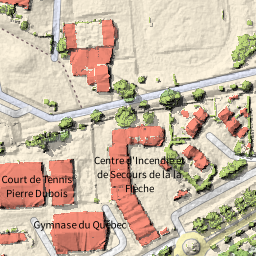 Centre d'Incendie et
de Secours de la la
Flèche
Court de Tennis
Pierre Dubois
Gymnase du Québec